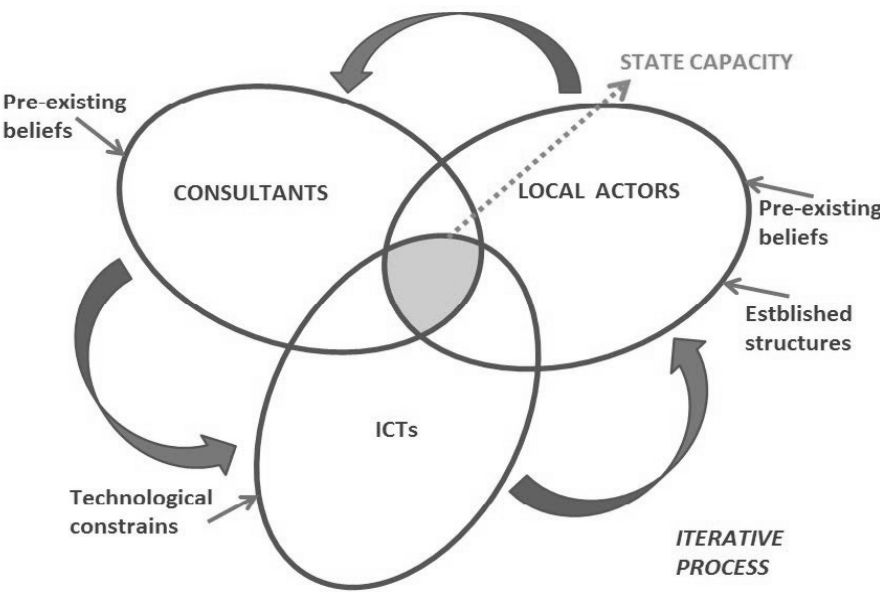 STATE CAPACITY
Pre-existing
beliefs
CONSULTANTS
LOCAL ACTORS
Pre-existing
beliefs
Estblished
structures
ICTs
Technological
constrains
ITERATIVE
PROCESS